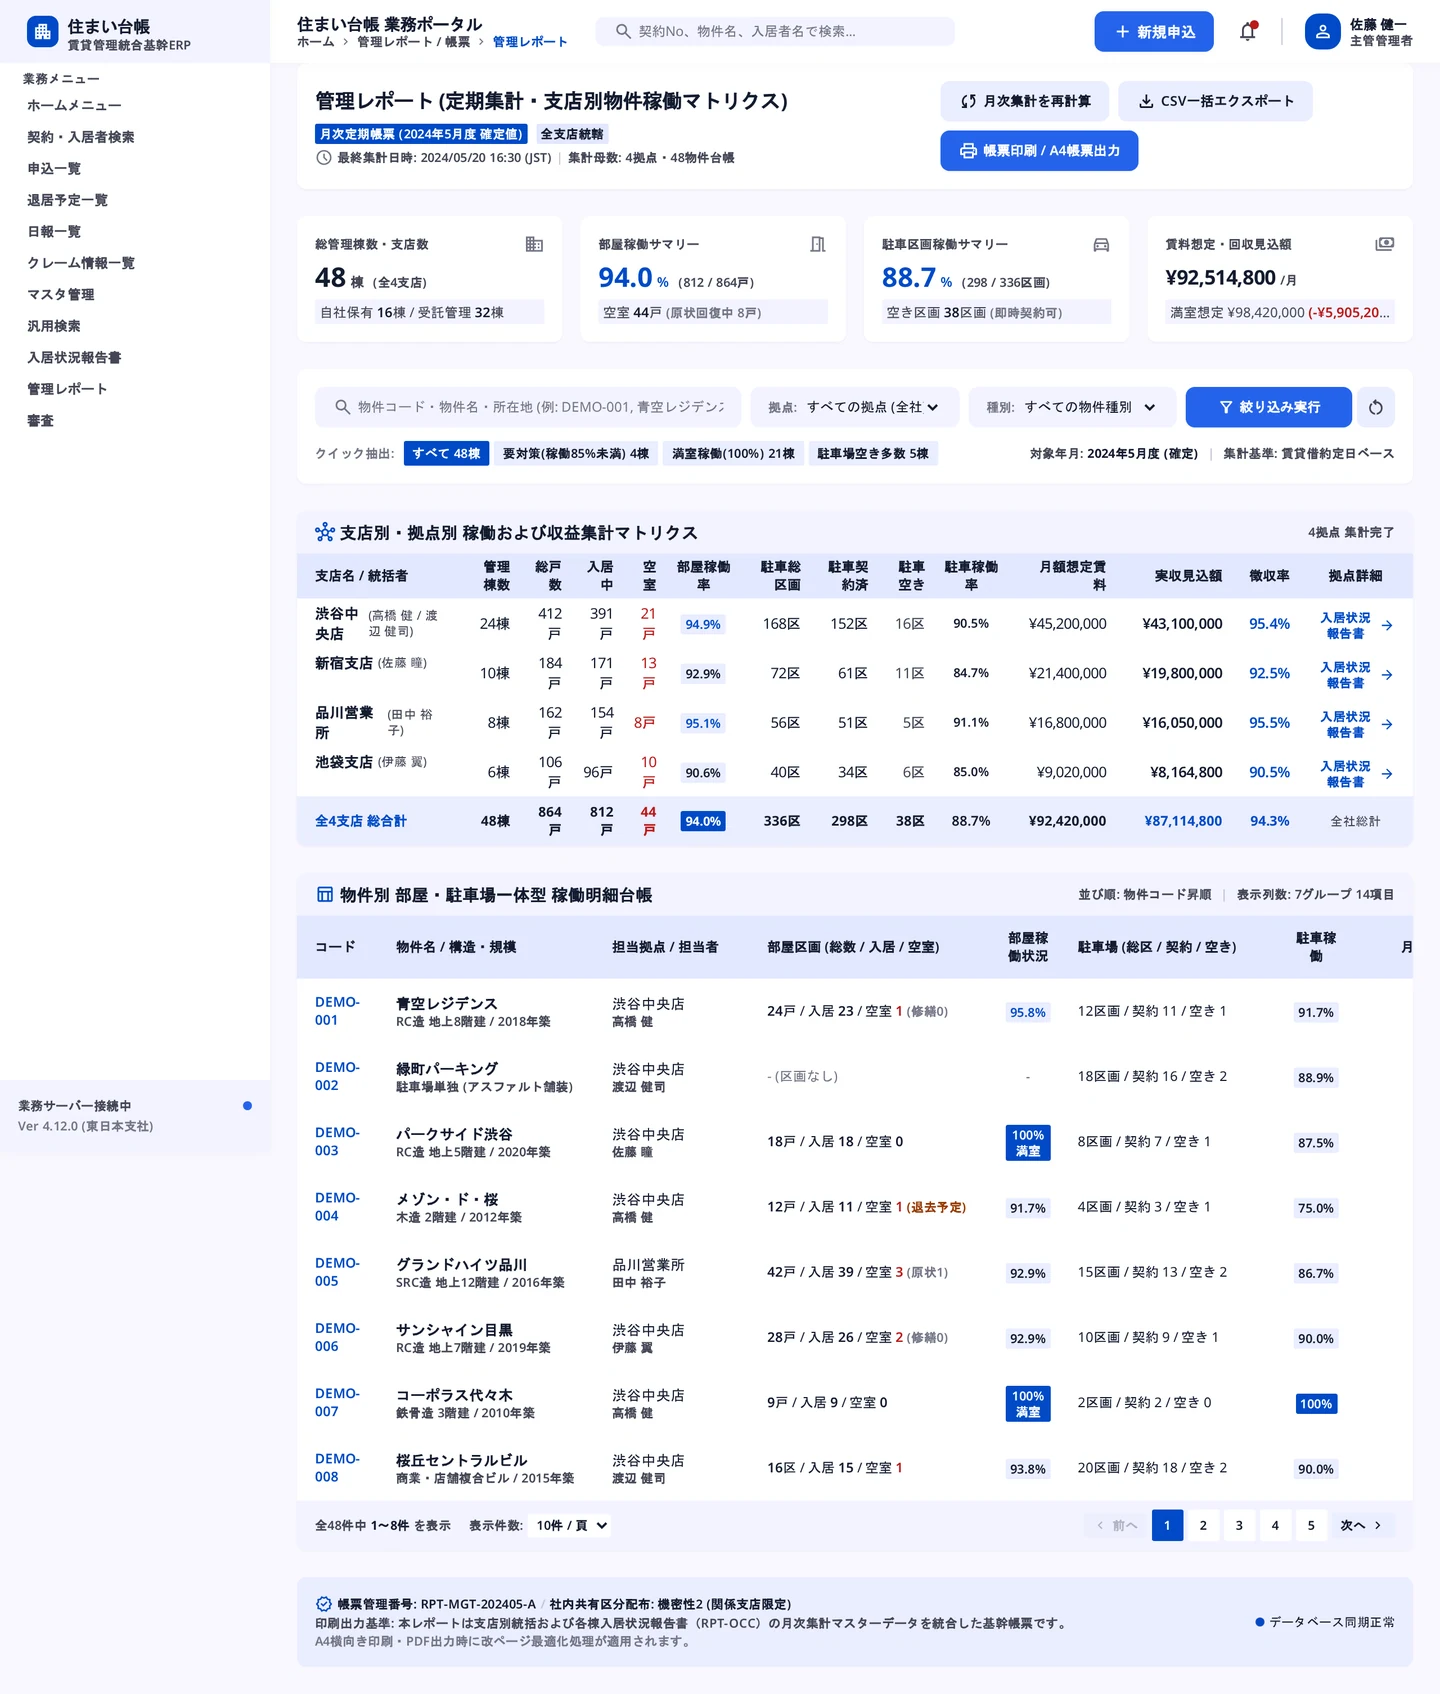 住まい台帳
賃貸管理統合基幹ERP
住まい台帳 業務ポータル
ホーム › 管理レポート / 帳票 › 管理レポート
契約No、物件名、入居者名で検索...
新規申込
佐藤 健一
主管管理者
業務メニュー
ホームメニュー
契約・入居者検索
申込一覧
退居予定一覧
日報一覧
クレーム情報一覧
マスタ管理
汎用検索
入居状況報告書
管理レポート
審査
業務サーバー接続中
Ver 4.12.0 (東日本支社)
管理レポート (定期集計・支店別物件稼働マトリクス)
月次定期帳票 (2024年5月度 確定値) 全支店統轄
最終集計日時: 2024/05/20 16:30 (JST) | 集計母数: 4拠点・48物件台帳
月次集計を再計算
CSV一括エクスポート
帳票印刷 / A4帳票出力
総管理棟数・支店数
48 棟 (全4支店)
自社保有 16棟 / 受託管理 32棟
部屋稼働サマリー
94.0 % (812 / 864戸)
空室 44戸 (原状回復中 8戸)
駐車区画稼働サマリー
88.7 % (298 / 336区画)
空き区画 38区画 (即時契約可)
賃料想定・回収見込額
¥92,514,800 /月
満室想定 ¥98,420,000 (-¥5,905,20...
物件コード・物件名・所在地 (例: DEMO-001, 青空レジデンス
拠点: すべての拠点 (全社
種別: すべての物件種別
絞り込み実行
クイック抽出: すべて 48棟 要対策(稼働85%未満) 4棟 満室稼働(100%) 21棟 駐車場空き多数 5棟
対象年月: 2024年5月度 (確定) | 集計基準: 賃貸借約定日ベース
支店別・拠点別 稼働および収益集計マトリクス
4拠点 集計完了
支店名 / 統括者 管理棟数 総戸数 入居中 空室 部屋稼働率 駐車総区画 駐車契約済 駐車空き 駐車稼働率 月額想定賃料 実収見込額 徴収率 拠点詳細
渋谷中央店 (高橋 健 / 渡辺 健司) 24棟 412戸 391戸 21戸 94.9% 168区 152区 16区 90.5% ¥45,200,000 ¥43,100,000 95.4% 入居状況報告書 →
新宿支店 (佐藤 瞳) 10棟 184戸 171戸 13戸 92.9% 72区 61区 11区 84.7% ¥21,400,000 ¥19,800,000 92.5% 入居状況報告書 →
品川営業所 (田中 裕子) 8棟 162戸 154戸 8戸 95.1% 56区 51区 5区 91.1% ¥16,800,000 ¥16,050,000 95.5% 入居状況報告書 →
池袋支店 (伊藤 翼) 6棟 106戸 96戸 10戸 90.6% 40区 34区 6区 85.0% ¥9,020,000 ¥8,164,800 90.5% 入居状況報告書 →
全4支店 総合計 48棟 864戸 812戸 44戸 94.0% 336区 298区 38区 88.7% ¥92,420,000 ¥87,114,800 94.3% 全社総計
物件別 部屋・駐車場一体型 稼働明細台帳
並び順: 物件コード昇順 | 表示列数: 7グループ 14項目
コード 物件名 / 構造・規模 担当拠点 / 担当者 部屋区画 (総数 / 入居 / 空室) 部屋稼働状況 駐車場 (総区 / 契約 / 空き) 駐車稼働 月
DEMO-001 青空レジデンス 渋谷中央店 24戸 / 入居 23 / 空室 1 (修繕0) 95.8% 12区画 / 契約 11 / 空き 1 91.7%
RC造 地上8階建 / 2018年築 高橋 健
DEMO-002 緑町パーキング 渋谷中央店 - (区画なし) - 18区画 / 契約 16 / 空き 2 88.9%
駐車場単独 (アスファルト舗装) 渡辺 健司
DEMO-003 パークサイド渋谷 渋谷中央店 18戸 / 入居 18 / 空室 0 100% 満室 8区画 / 契約 7 / 空き 1 87.5%
RC造 地上5階建 / 2020年築 佐藤 瞳
DEMO-004 メゾン・ド・桜 渋谷中央店 12戸 / 入居 11 / 空室 1 (退去予定) 91.7% 4区画 / 契約 3 / 空き 1 75.0%
木造 2階建 / 2012年築 高橋 健
DEMO-005 グランドハイツ品川 品川営業所 42戸 / 入居 39 / 空室 3 (原状1) 92.9% 15区画 / 契約 13 / 空き 2 86.7%
SRC造 地上12階建 / 2016年築 田中 裕子
DEMO-006 サンシャイン目黒 渋谷中央店 28戸 / 入居 26 / 空室 2 (修繕0) 92.9% 10区画 / 契約 9 / 空き 1 90.0%
RC造 地上7階建 / 2019年築 伊藤 翼
DEMO-007 コーポラス代々木 渋谷中央店 9戸 / 入居 9 / 空室 0 100% 満室 2区画 / 契約 2 / 空き 0 100%
鉄骨造 3階建 / 2010年築 高橋 健
DEMO-008 桜丘セントラルビル 渋谷中央店 16区 / 入居 15 / 空室 1 93.8% 20区画 / 契約 18 / 空き 2 90.0%
商業・店舗複合ビル / 2015年築 渡辺 健司
全48件中 1〜8件 を表示 表示件数: 10件 / 頁
‹ 前へ 1 2 3 4 5 次へ ›
帳票管理番号: RPT-MGT-202405-A / 社内共有区分配布: 機密性2 (関係支店限定)
印刷出力基準: 本レポートは支店別統括および各棟入居状況報告書（RPT-OCC）の月次集計マスターデータを統合した基幹帳票です。
A4横向き印刷・PDF出力時に改ページ最適化処理が適用されます。
データベース同期正常